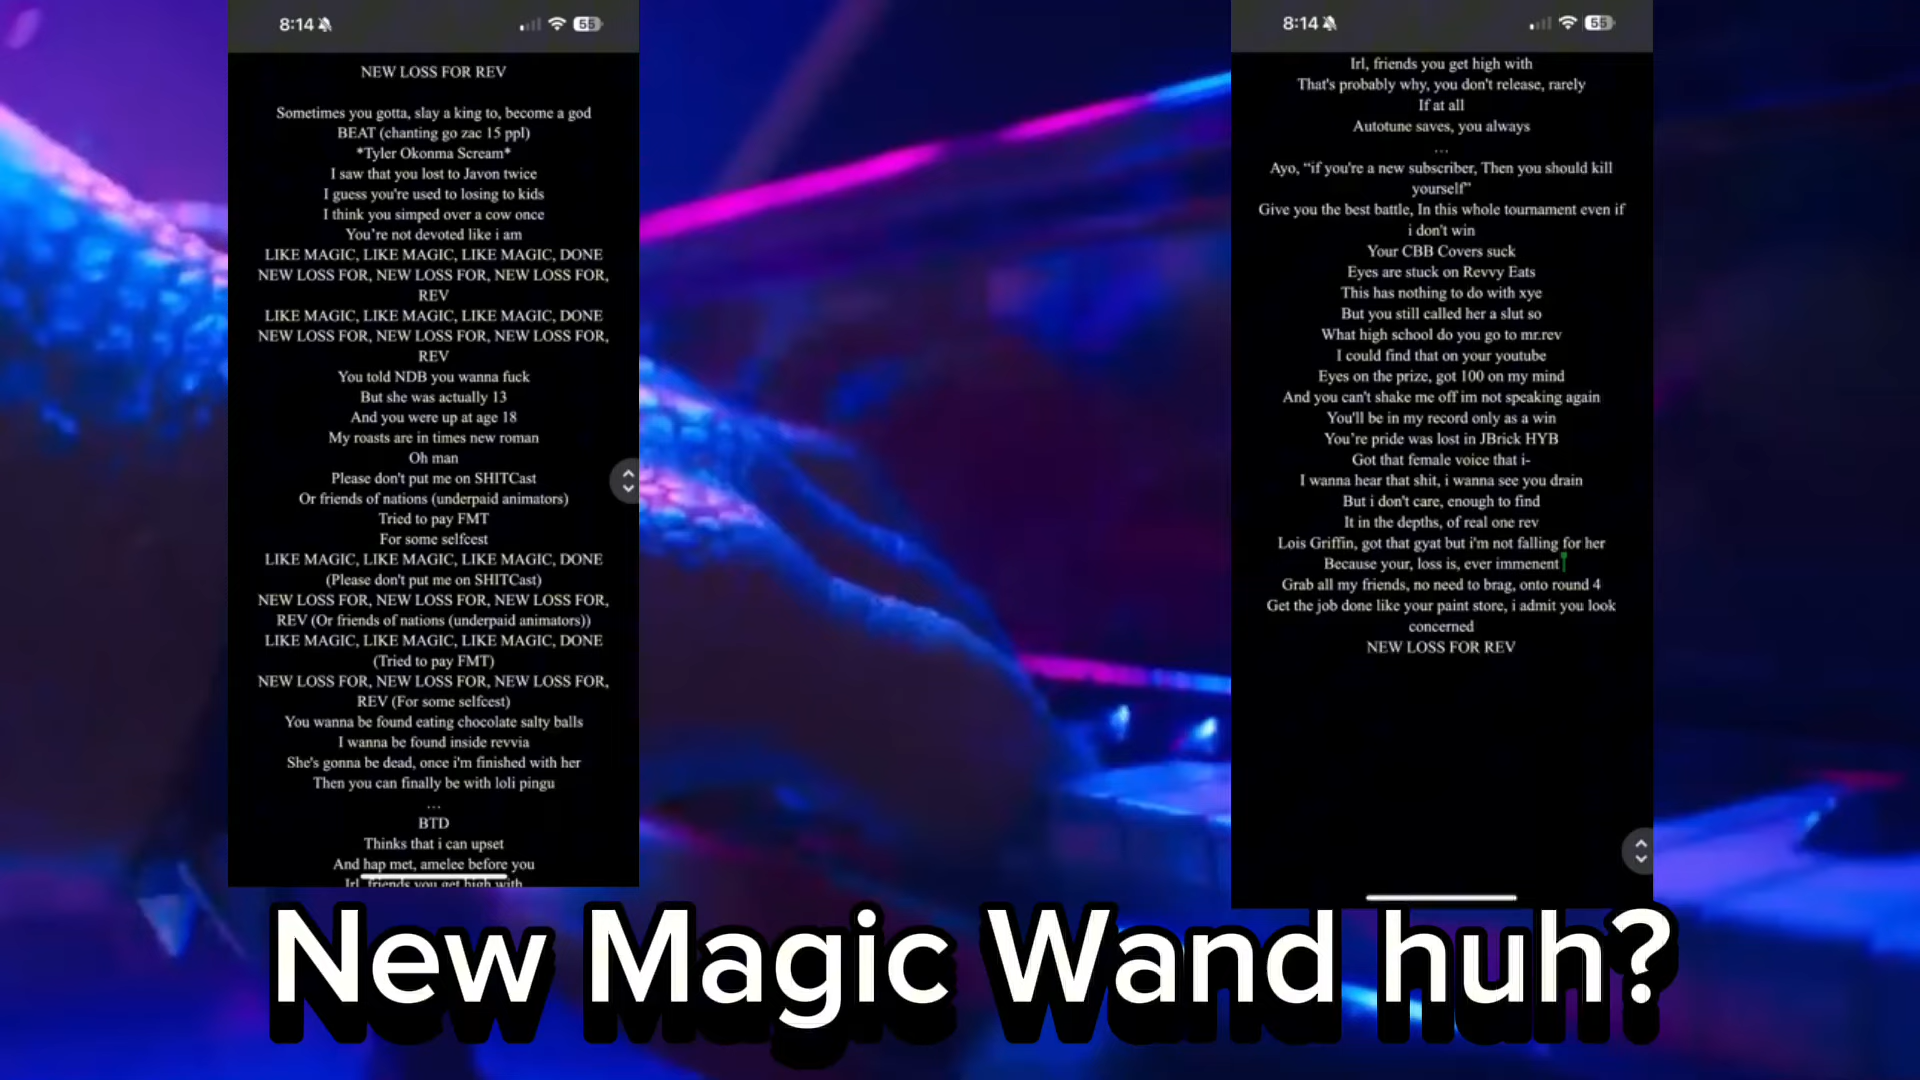 8:14
55
NEW LOSS FOR REV
Sometimes you gotta, slay a king to, become a god
BEAT (chanting go zac 15 ppl)
*Tyler Okonma Scream*
I saw that you lost to Javon twice
I guess you're used to losing to kids
I think you simped over a cow once
You're not devoted like i am
LIKE MAGIC, LIKE MAGIC, LIKE MAGIC, DONE
NEW LOSS FOR, NEW LOSS FOR, NEW LOSS FOR,
REV
LIKE MAGIC, LIKE MAGIC, LIKE MAGIC, DONE
NEW LOSS FOR, NEW LOSS FOR, NEW LOSS FOR,
REV
You told NDB you wanna fuck
But she was actually 13
And you were up at age 18
My roasts are in times new roman
Oh man
Please don't put me on SHITCast
Or friends of nations (underpaid animators)
Tried to pay FMT
For some selfcest
LIKE MAGIC, LIKE MAGIC, LIKE MAGIC, DONE
(Please don't put me on SHITCast)
NEW LOSS FOR, NEW LOSS FOR, NEW LOSS FOR,
REV (Or friends of nations (underpaid animators))
LIKE MAGIC, LIKE MAGIC, LIKE MAGIC, DONE
(Tried to pay FMT)
NEW LOSS FOR, NEW LOSS FOR, NEW LOSS FOR,
REV (For some selfcest)
You wanna be found eating chocolate salty balls
I wanna be found inside revvia
She's gonna be dead, once i'm finished with her
Then you can finally be with loli pingu
...
BTD
Thinks that i can upset
And hap met, amelee before you
Irl, friends you get high with
8:14
55
Irl, friends you get high with
That's probably why, you don't release, rarely
If at all
Autotune saves, you always
...
Ayo, “if you're a new subscriber, Then you should kill
yourself”
Give you the best battle, In this whole tournament even if
i don't win
Your CBB Covers suck
Eyes are stuck on Revvy Eats
This has nothing to do with xye
But you still called her a slut so
What high school do you go to mr.rev
I could find that on your youtube
Eyes on the prize, got 100 on my mind
And you can't shake me off im not speaking again
You'll be in my record only as a win
You're pride was lost in JBrick HYB
Got that female voice that i-
I wanna hear that shit, i wanna see you drain
But i don't care, enough to find
It in the depths, of real one rev
Lois Griffin, got that gyat but i'm not falling for her
Because your, loss is, ever immenent
Grab all my friends, no need to brag, onto round 4
Get the job done like your paint store, i admit you look
concerned
NEW LOSS FOR REV
New Magic Wand huh?